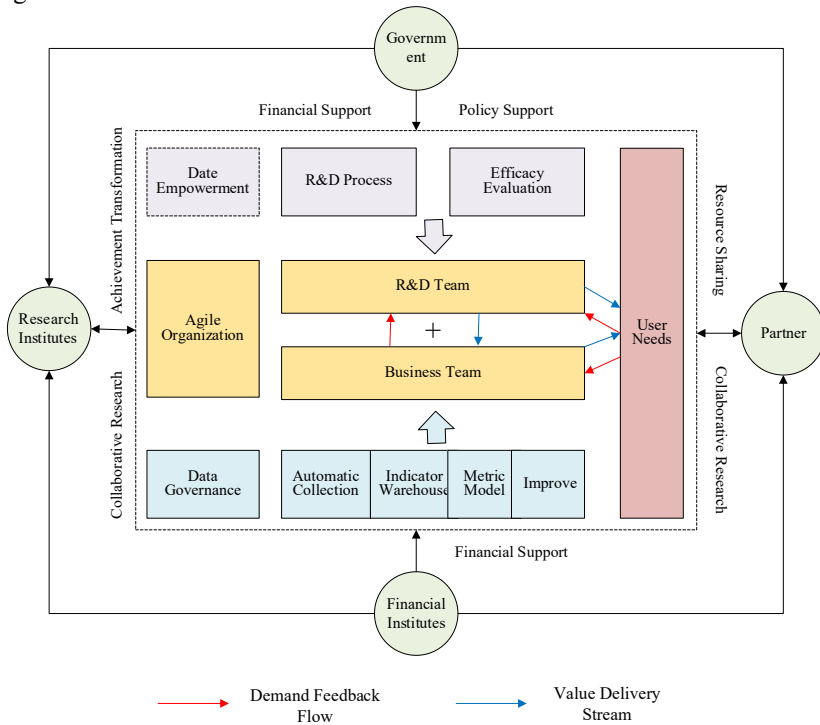 Governm
ent
Financial Support
Policy Support
Achievement Transformation
Date
Empowerment
R&D Process
Efficacy
Evaluation
Resource Sharing
Research
Institutes
Agile
Organization
R&D Team
+
Business Team
User
Needs
Partner
Collaborative Research
Data
Governance
Automatic
Collection
Indicator
Warehouse
Metric
Model
Improve
Collaborative Research
Financial Support
Financial
Institutes
Demand Feedback
Flow
Value Delivery
Stream